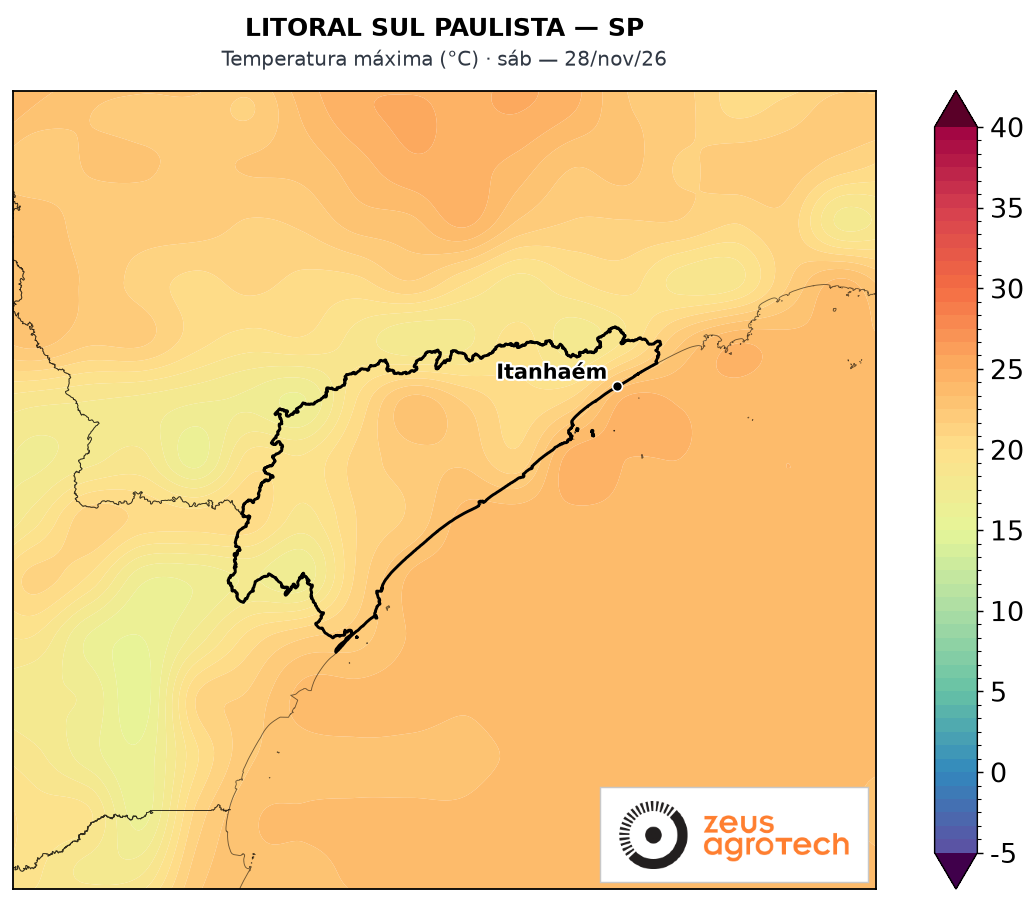 LITORAL SUL PAULISTA — SP
Temperatura máxima (°C) · sáb — 28/nov/26
Itanhaém
40
35
30
25
20
15
10
5
0
-5
zeus
agrotech